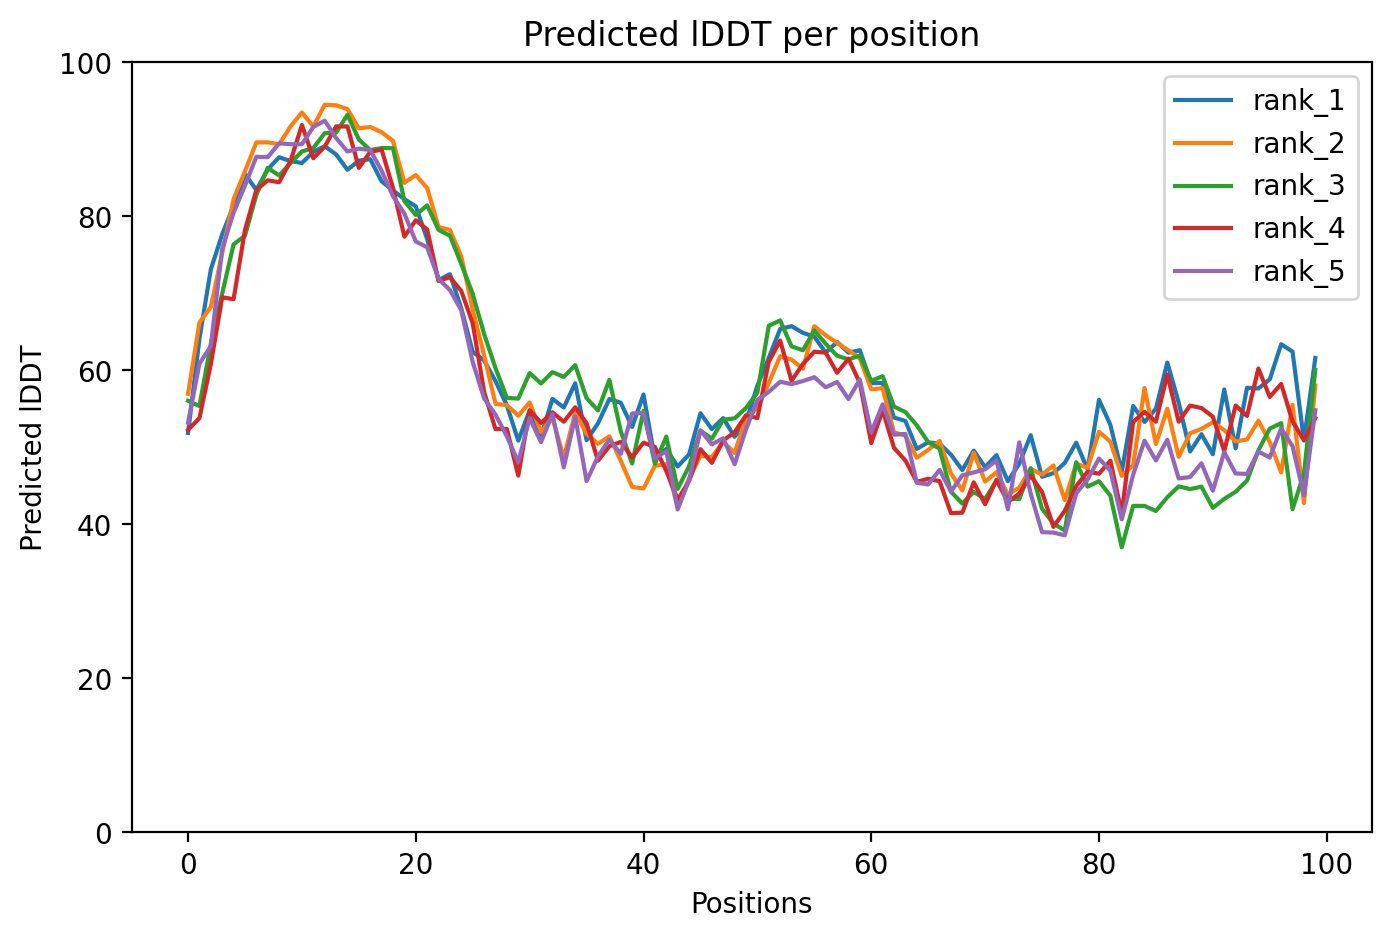 Predicted lDDT per position
100
80
60
40
20
0
Predicted lDDT
0 20 40 60 80 100
Positions
rank_1
rank_2
rank_3
rank_4
rank_5